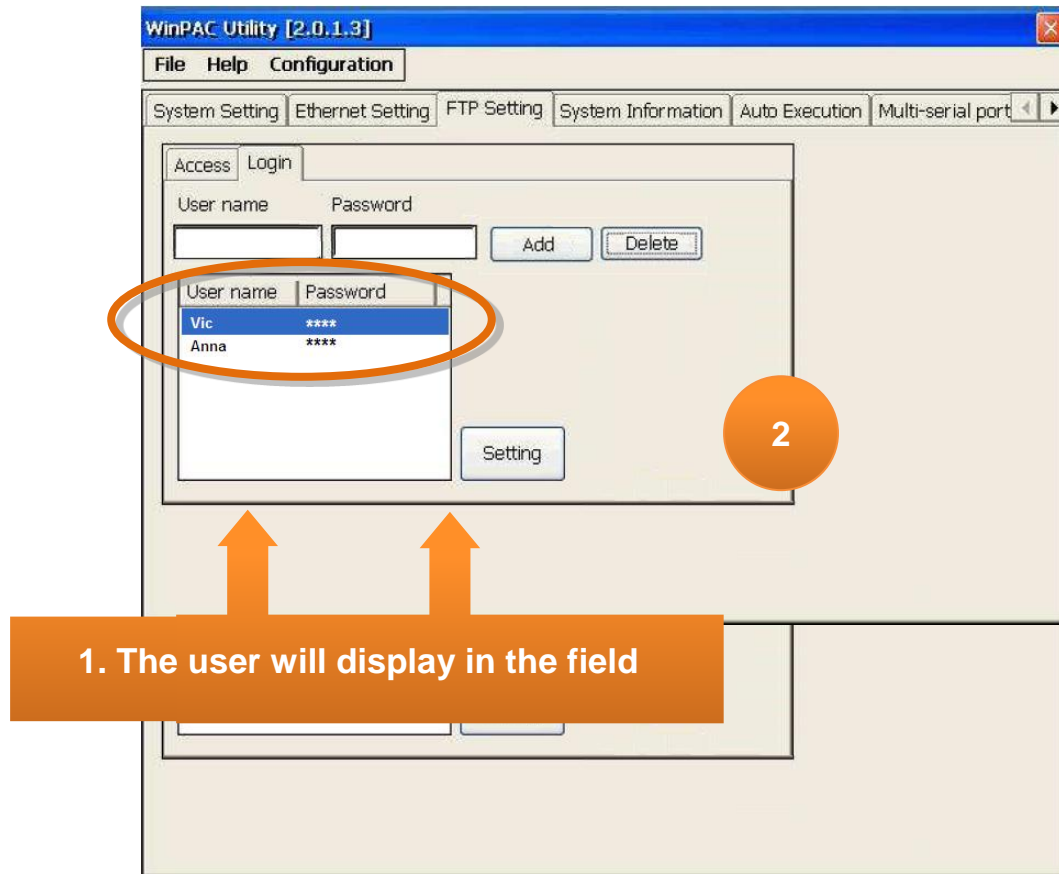 WinPAC Utility [2.0.1.3]
File Help Configuration
System Setting Ethernet Setting FTP Setting System Information Auto Execution Multi-serial port
Access Login
User name Password
Add Delete
User name Password
Vic ****
Anna ****
Setting
2
1. The user will display in the field